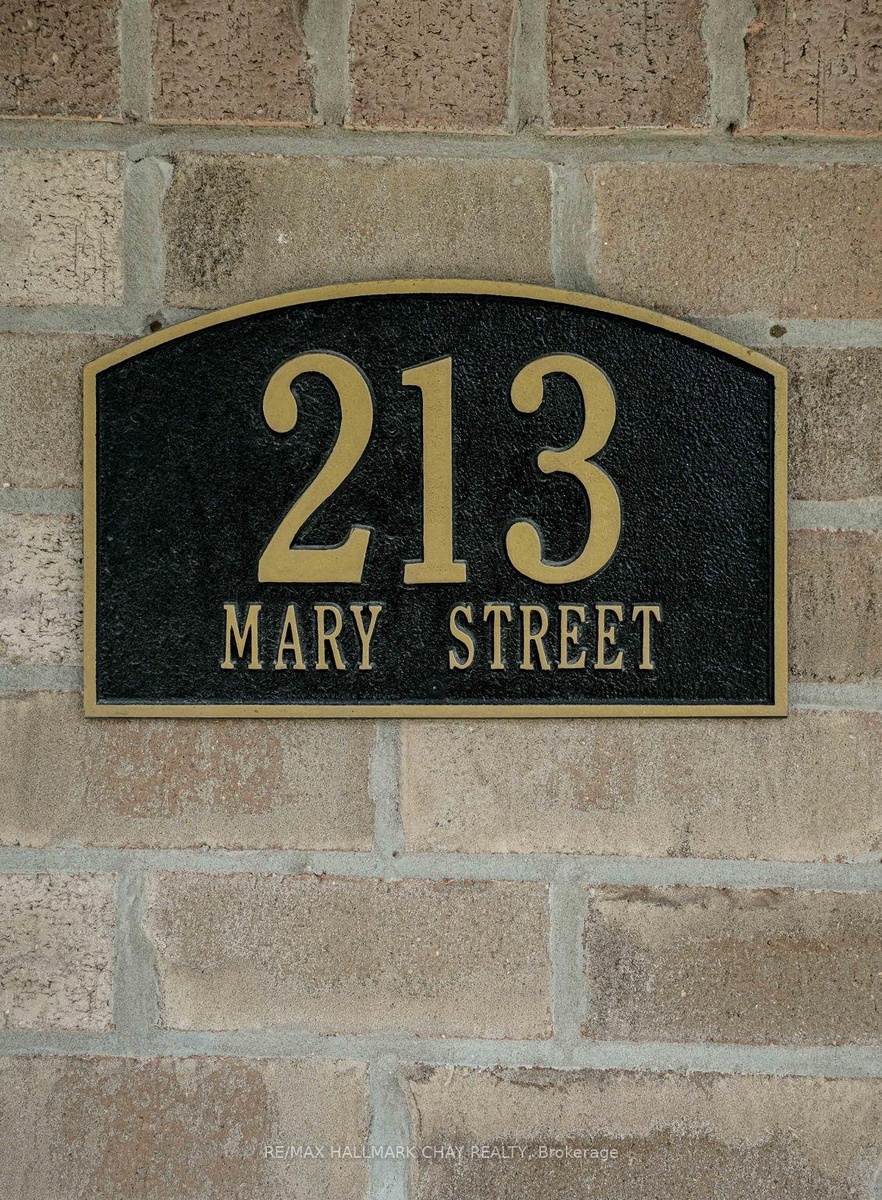 213
MARY STREET
RE/MAX HALLMARK CHAY REALTY, Brokerage